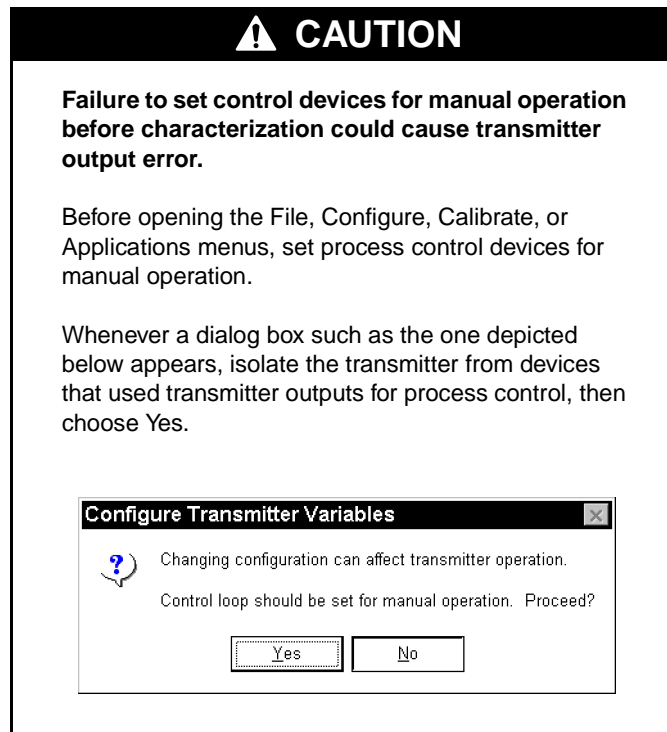 CAUTION
Failure to set control devices for manual operation
before characterization could cause transmitter
output error.
Before opening the File, Configure, Calibrate, or
Applications menus, set process control devices for
manual operation.
Whenever a dialog box such as the one depicted
below appears, isolate the transmitter from devices
that used transmitter outputs for process control, then
choose Yes.
Configure Transmitter Variables
Changing configuration can affect transmitter operation.
Control loop should be set for manual operation. Proceed?
Yes No